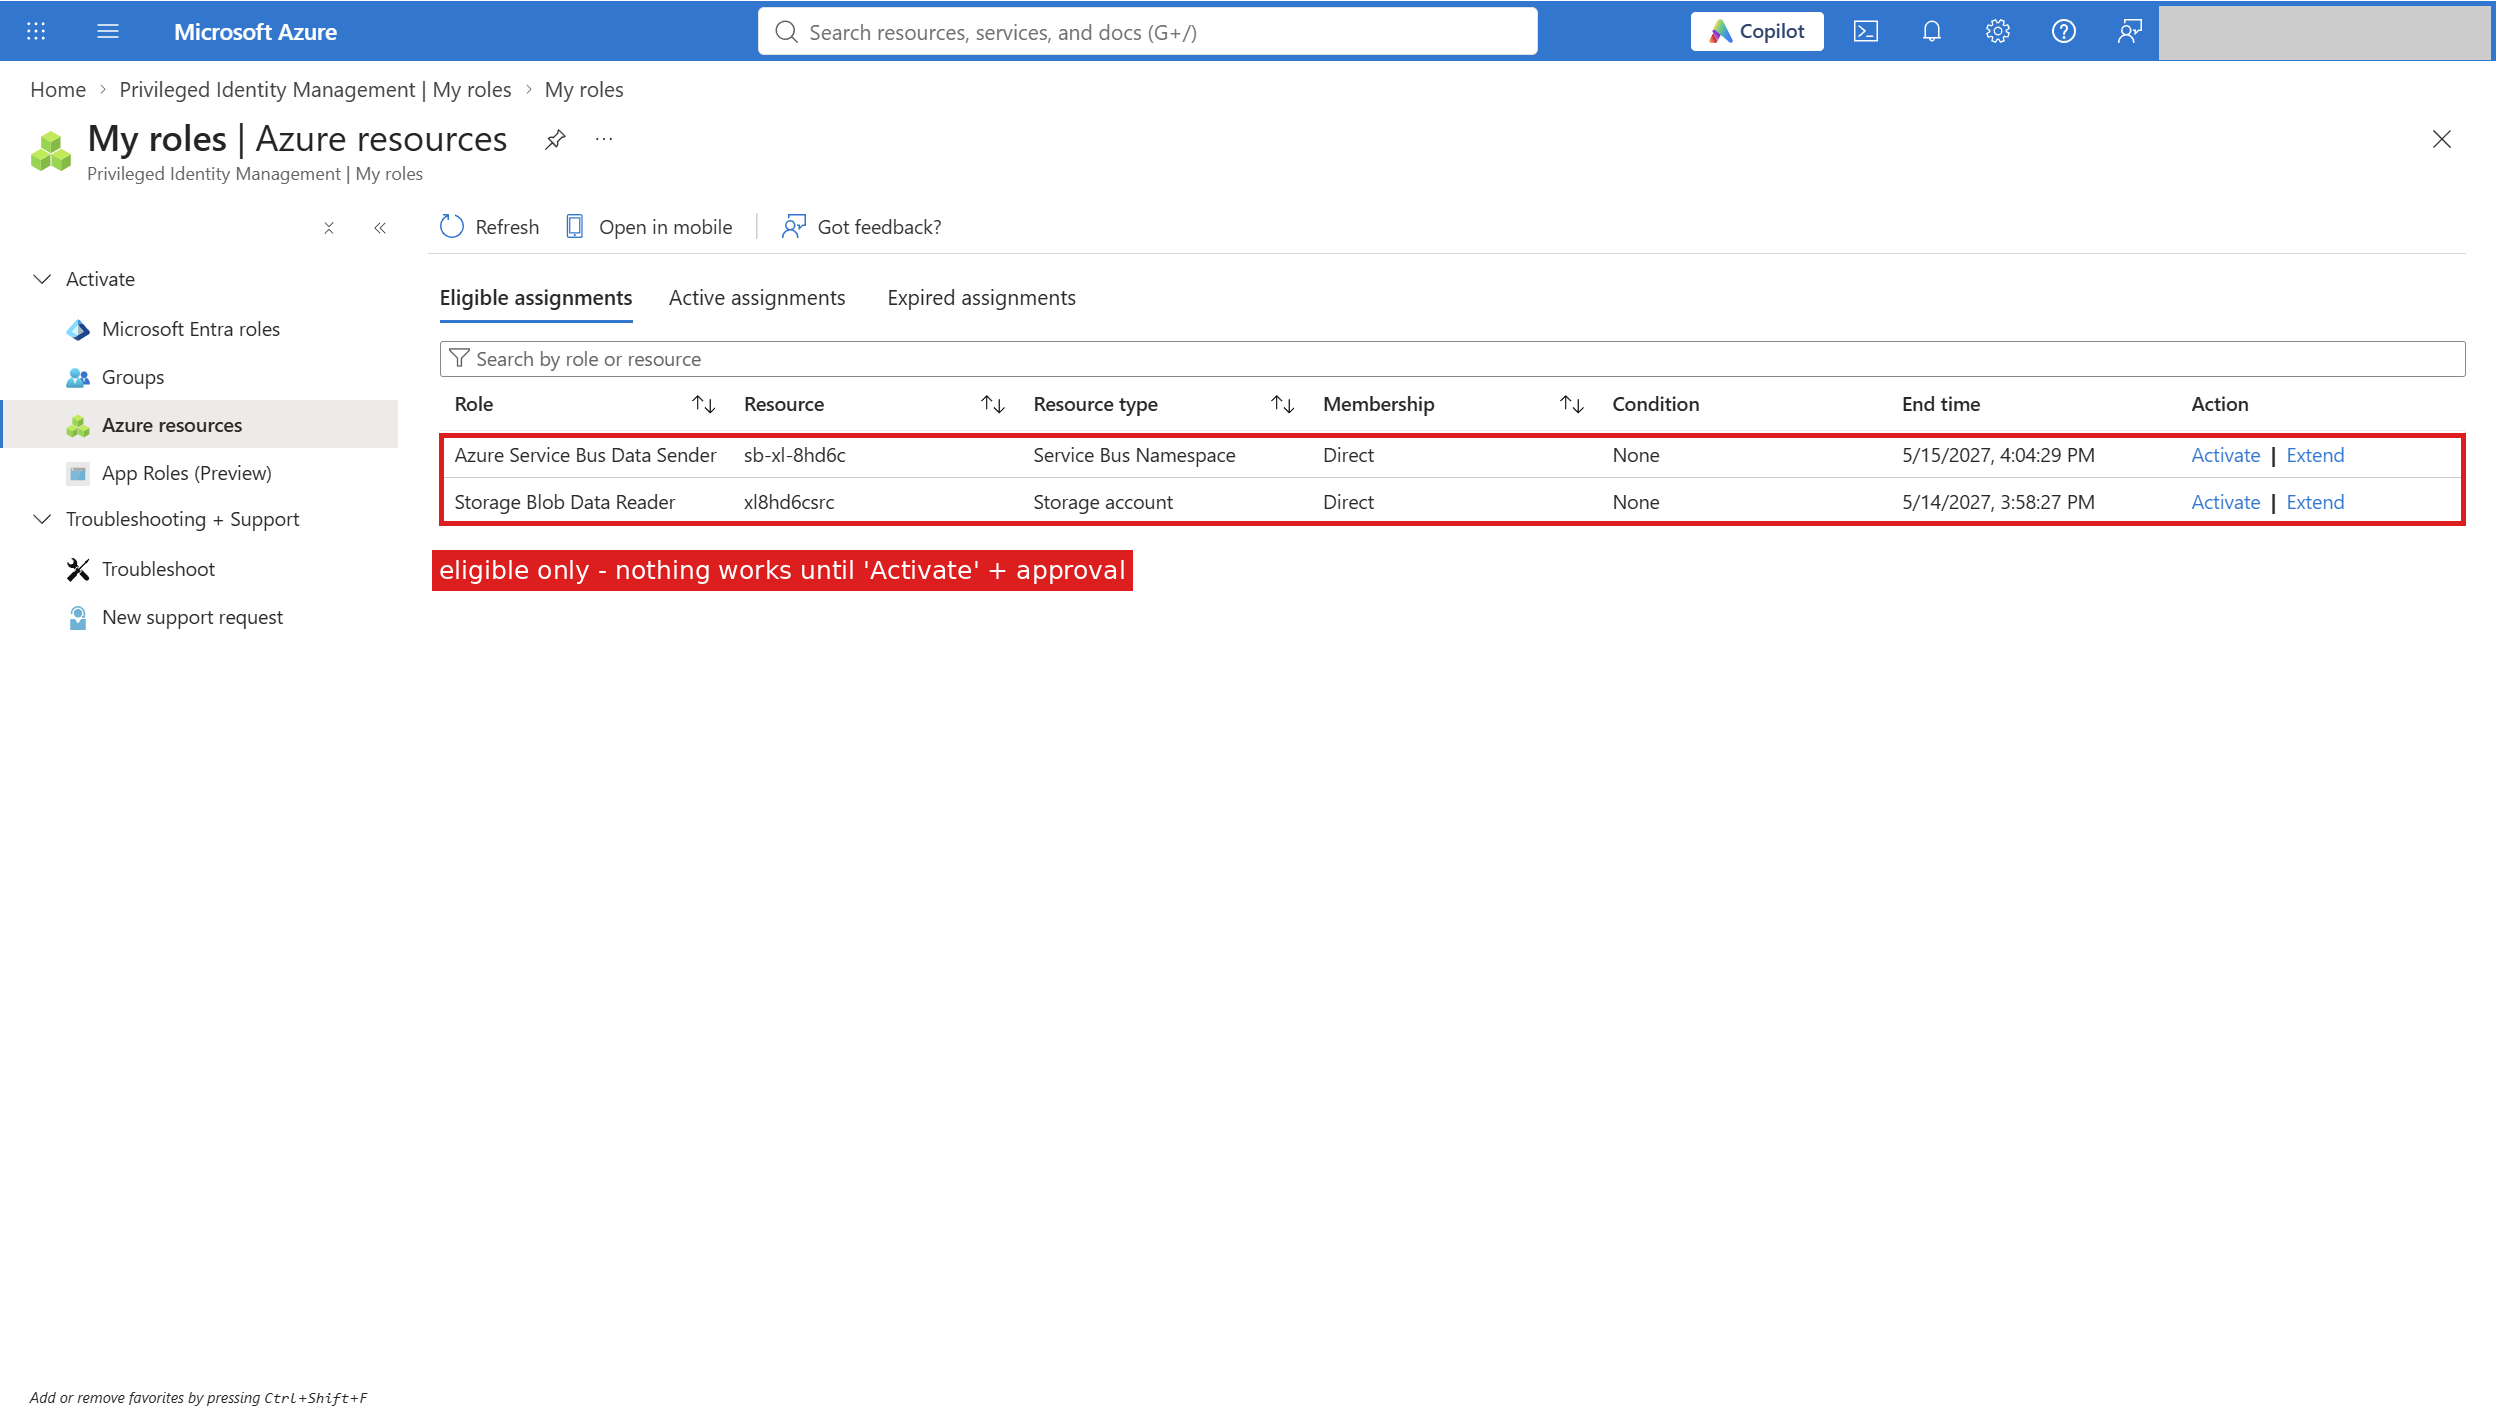 Microsoft Azure
Search resources, services, and docs (G+/)
Copilot
Home > Privileged Identity Management | My roles > My roles
My roles | Azure resources
Privileged Identity Management | My roles
Refresh Open in mobile Got feedback?
Activate
Microsoft Entra roles
Groups
Azure resources
App Roles (Preview)
Troubleshooting + Support
Troubleshoot
New support request
Eligible assignments Active assignments Expired assignments
Search by role or resource
Role Resource Resource type Membership Condition End time Action
Azure Service Bus Data Sender sb-xl-8hd6c Service Bus Namespace Direct None 5/15/2027, 4:04:29 PM Activate | Extend
Storage Blob Data Reader xl8hd6csrc Storage account Direct None 5/14/2027, 3:58:27 PM Activate | Extend
eligible only - nothing works until 'Activate' + approval
Add or remove favorites by pressing Ctrl+Shift+F